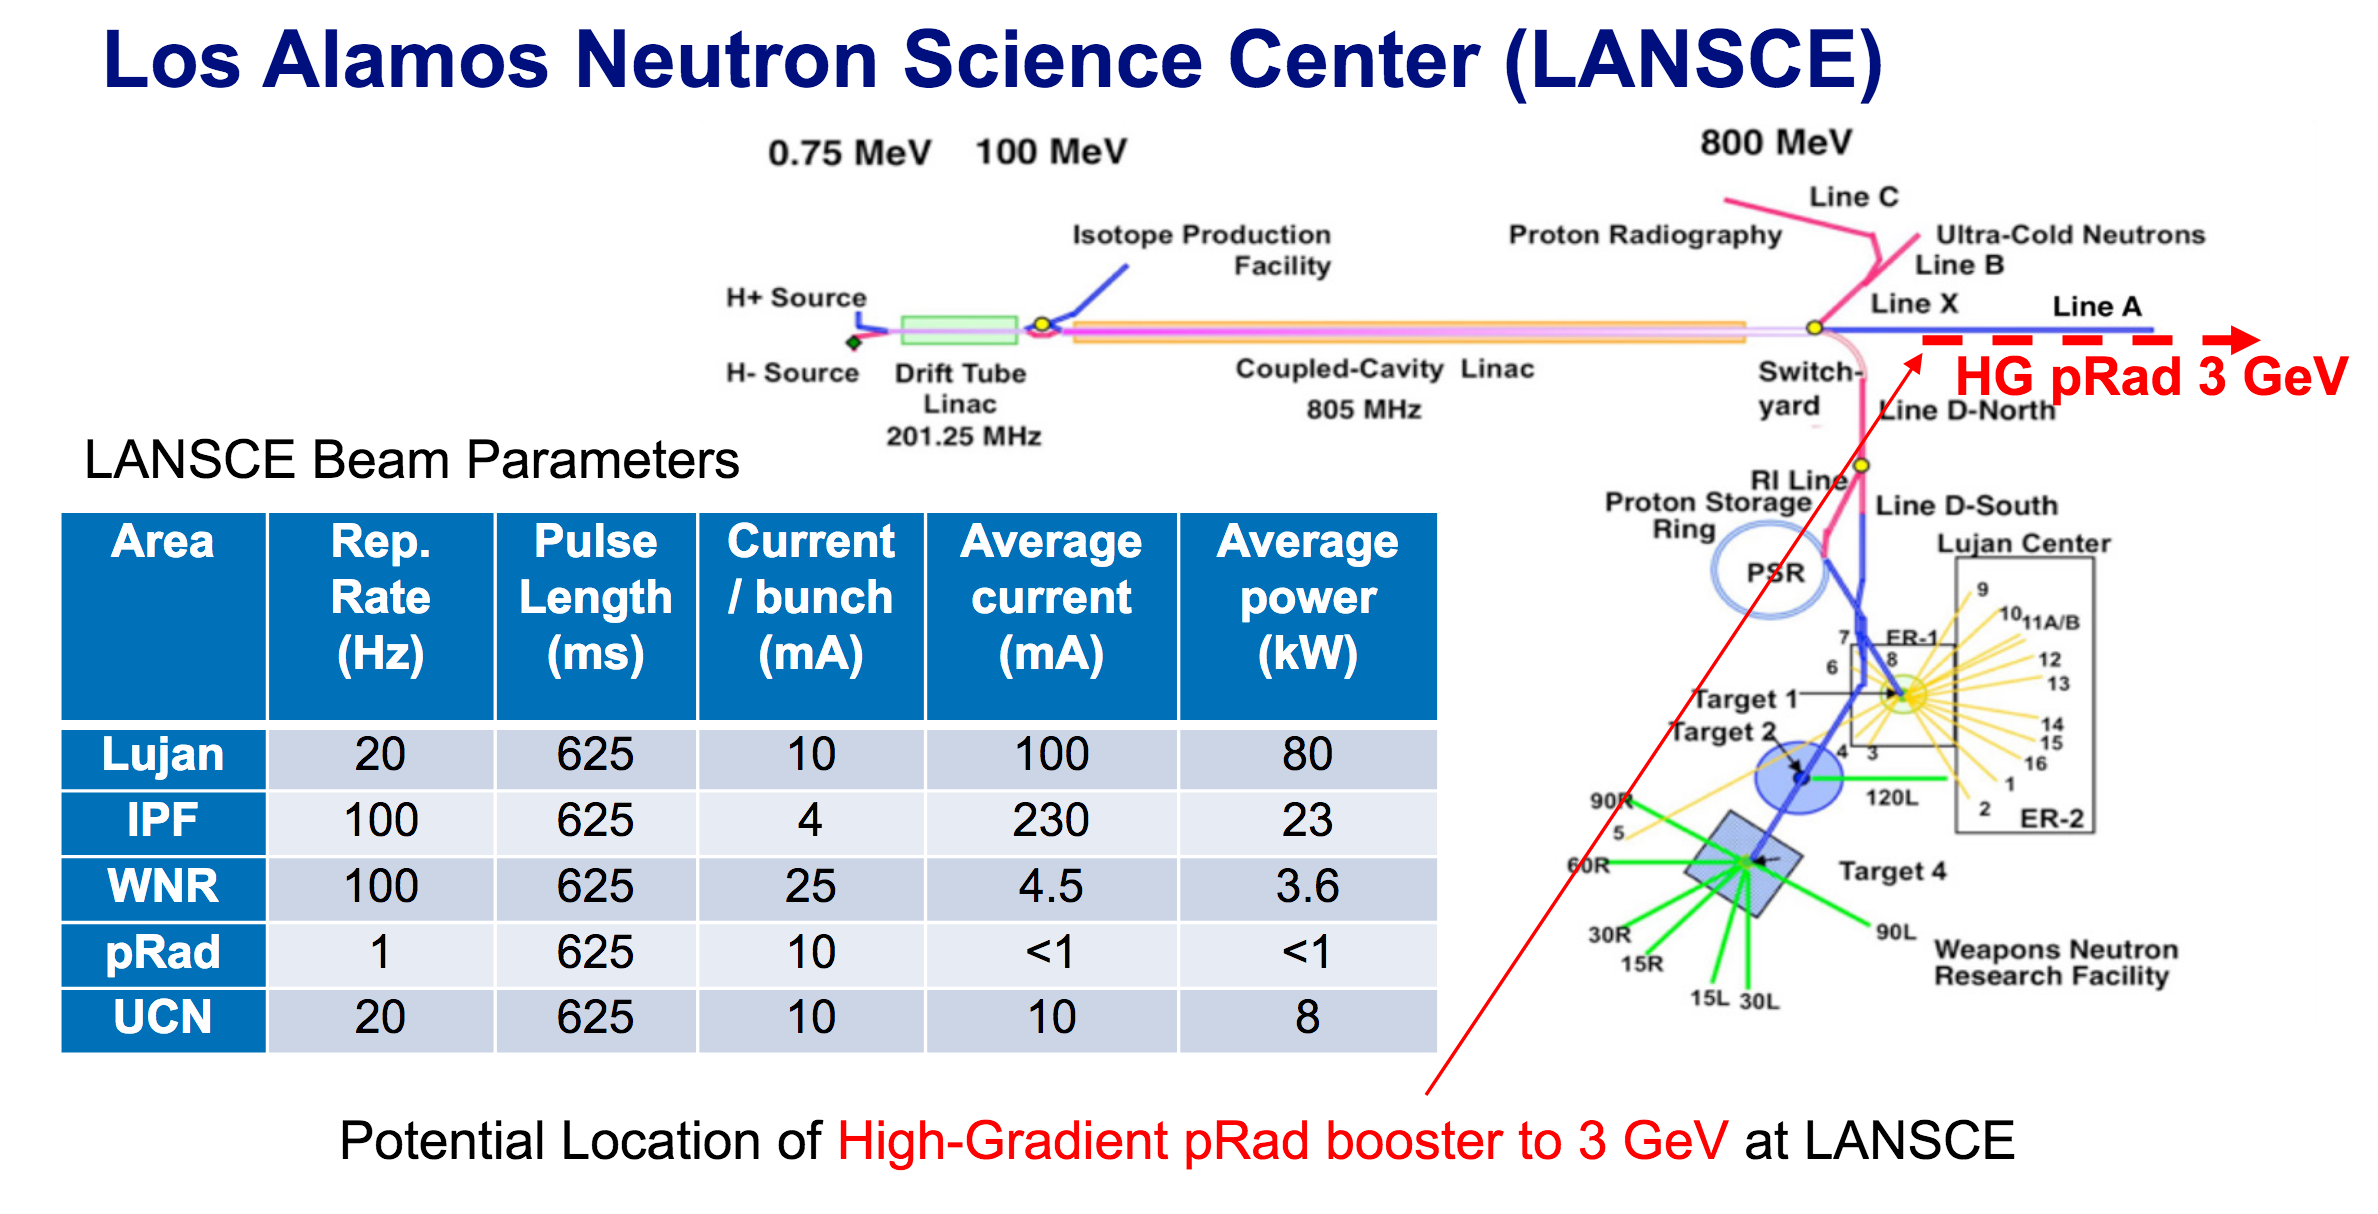 Los Alamos Neutron Science Center (LANSCE)
0.75 MeV
100 MeV
800 MeV
Line C
Isotope Production
Facility
Proton Radiography
Ultra-Cold Neutrons
Line B
H+ Source
Line X
Line A
H- Source
Drift Tube
Linac
201.25 MHz
Coupled-Cavity Linac
805 MHz
Switch-
yard
HG pRad 3 GeV
Line D-North
RI Line
Proton Storage
Ring
PSR
Line D-South
Lujan Center
9
10
11A/B
7
ER-1
8
6
12
13
Target 1
Target 2
14
15
16
4
3
1
2
120L
ER-2
90R
5
60R
Target 4
30R
15R
15L
30L
90L
Weapons Neutron
Research Facility
LANSCE Beam Parameters
Area
Rep.
Rate
(Hz)
Pulse
Length
(ms)
Current
/ bunch
(mA)
Average
current
(mA)
Average
power
(kW)
Lujan 20 625 10 100 80
IPF 100 625 4 230 23
WNR 100 625 25 4.5 3.6
pRad 1 625 10 <1 <1
UCN 20 625 10 10 8
Potential Location of High-Gradient pRad booster to 3 GeV at LANSCE